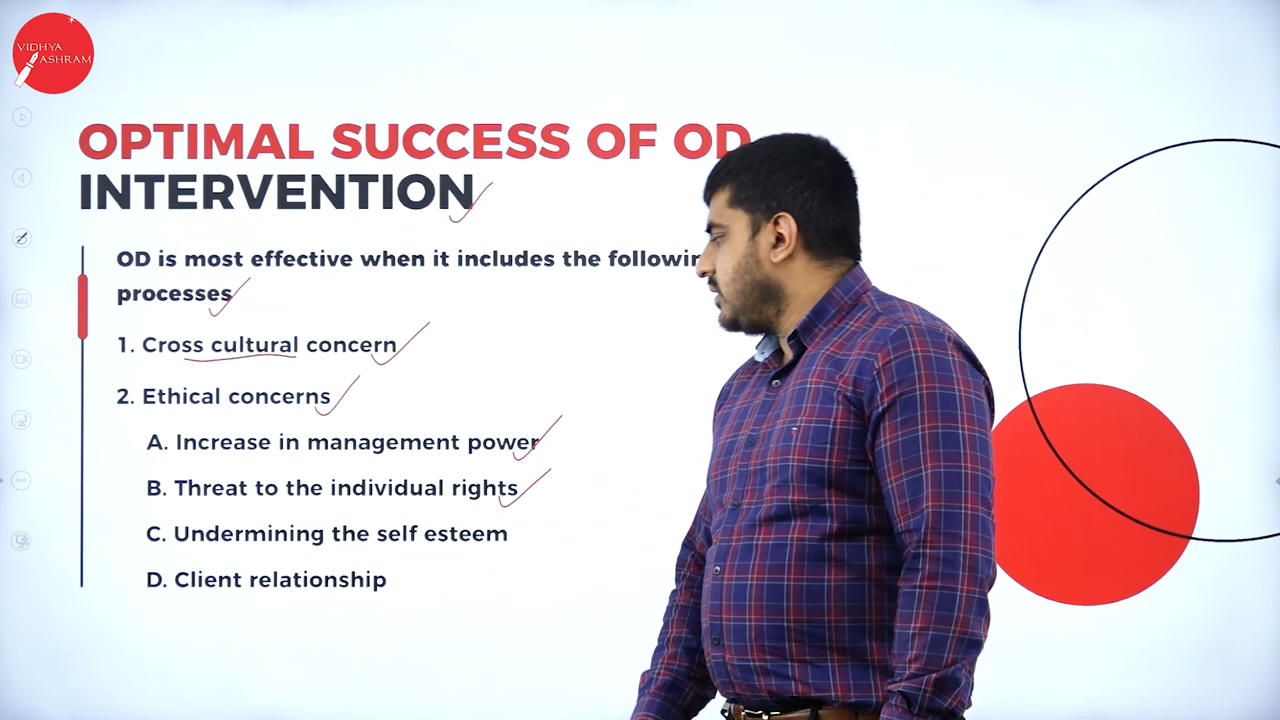 VIDHYA
ASHRAM
OPTIMAL SUCCESS OF OD
INTERVENTION
OD is most effective when it includes the
processes
1. Cross cultural concern
2. Ethical concerns
A. Increase in management power
B. Threat to the individual rights
C. Undermining the self esteem
D. Client relationship